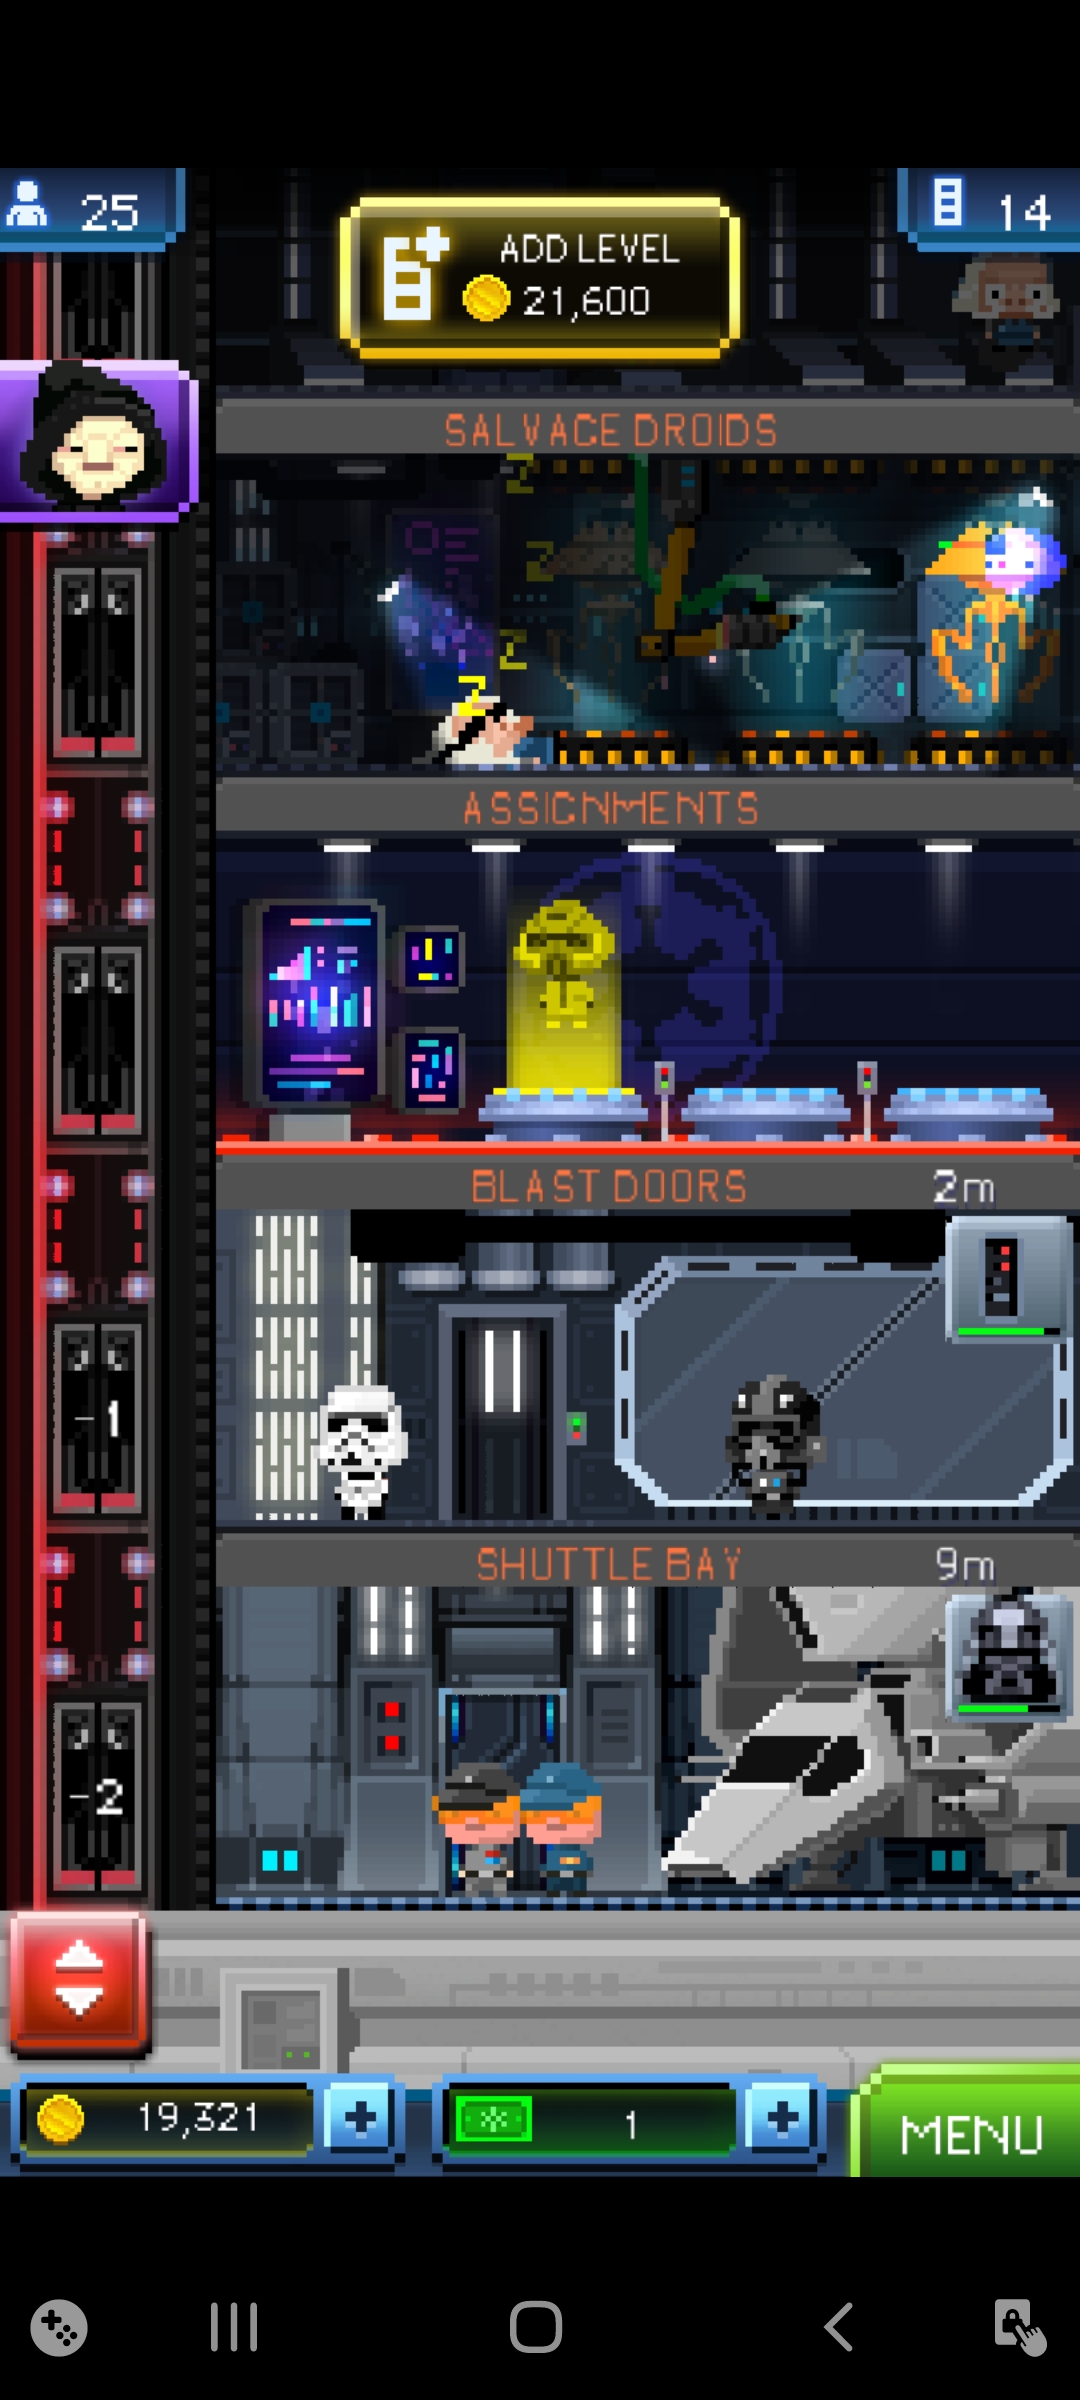 25
ADD LEVEL
21,600
14
SALVAGE DROIDS
Z
Z
Z
Z
ASSIGNMENTS
BLAST DOORS 2m
-1
SHUTTLE BAY 9m
-2
19,321
1
MENU